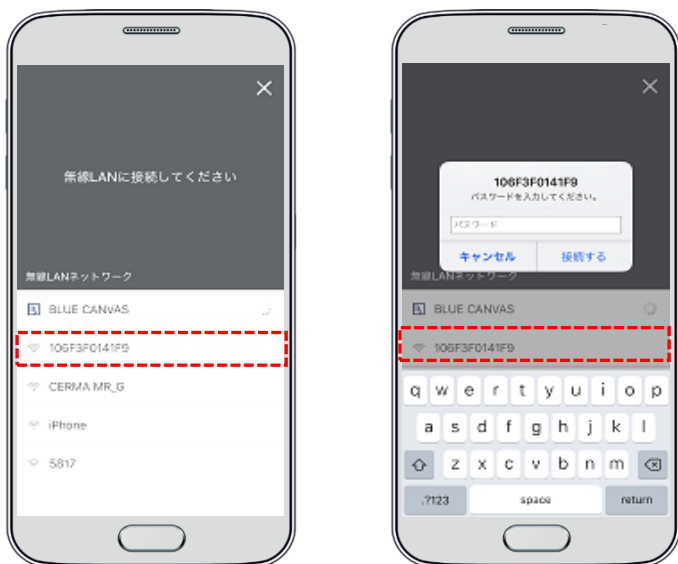 無線LANに接続してください
無線LANネットワーク
BLUE CANVAS
106F3F0141F9
CERMA MR_G
iPhone
5817
106F3F0141F9
パスワードを入力してください。
パスワード
キャンセル 接続する
無線LANネットワーク
BLUE CANVAS
106F3F0141F9
q w e r t y u i o p
a s d f g h j k l
z x c v b n m
.?123 space return